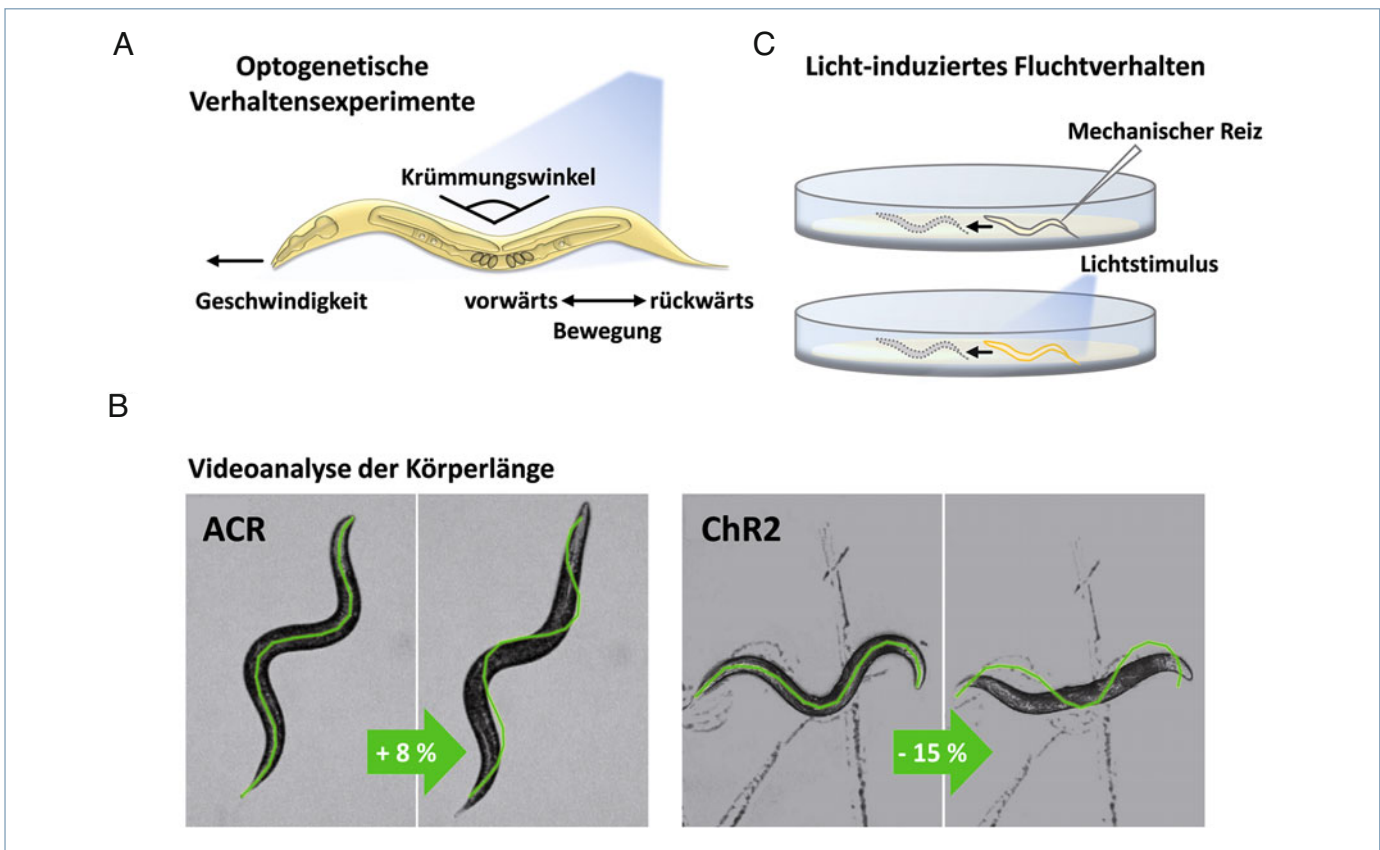 A
Optogenetische
Verhaltensexperimente
Krümmungswinkel
Geschwindigkeit
vorwärts rückwärts
Bewegung
C
Licht-induziertes Fluchtverhalten
Mechanischer Reiz
Lichtstimulus
B
Videoanalyse der Körperlänge
ACR
+ 8 %
ChR2
- 15 %